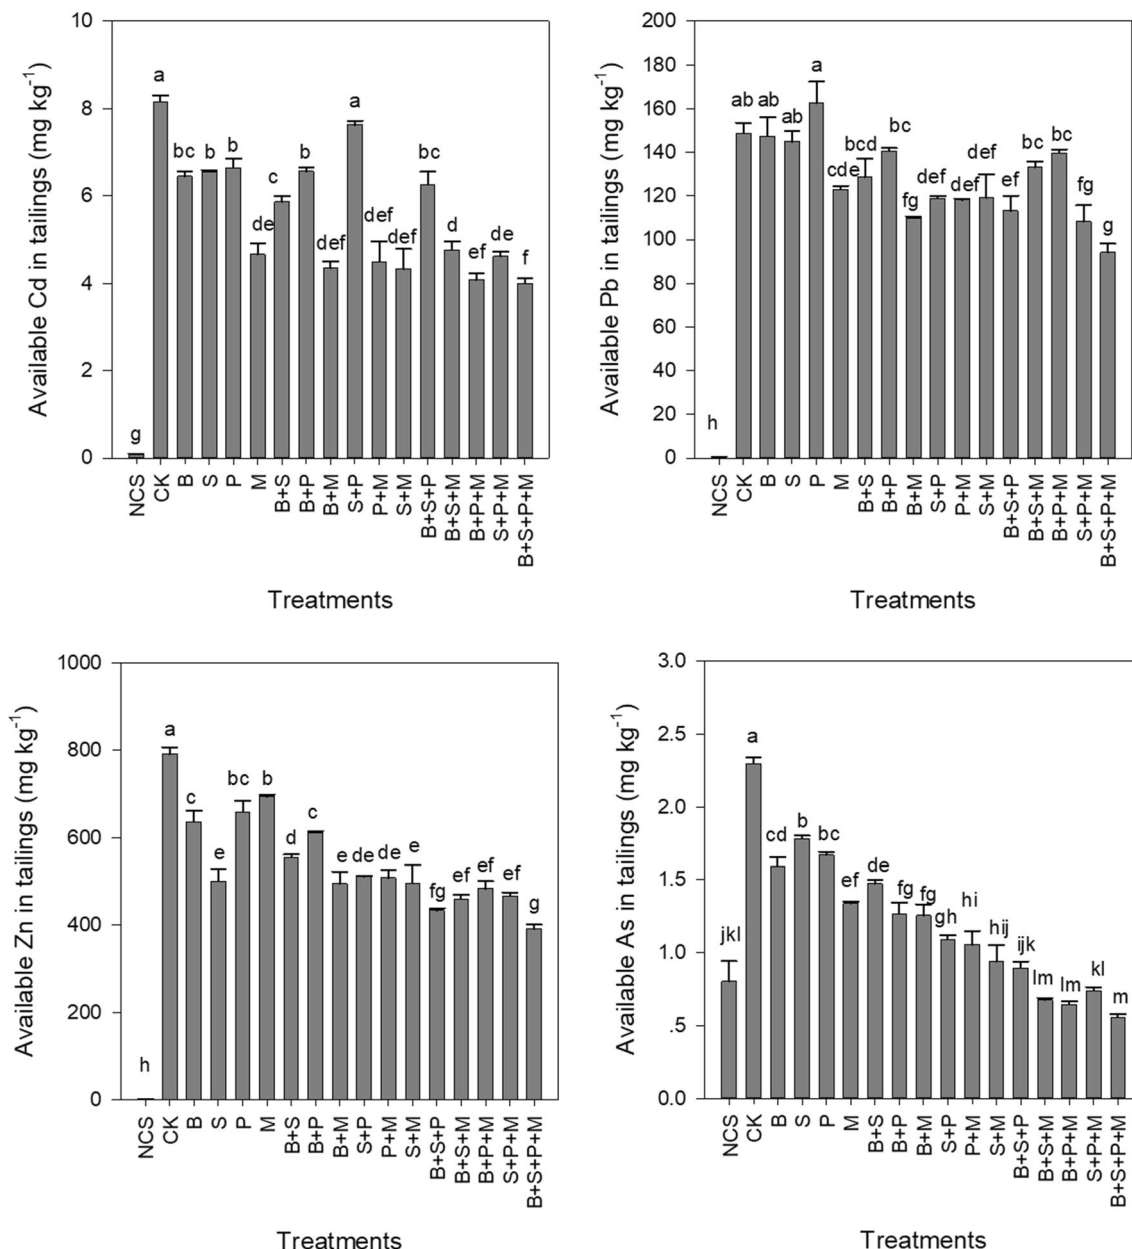 Available Cd in tailings (mg kg⁻¹)
10
8
6
4
2
0
g
a
bc
b
b
de
c
b
def
a
def
def
bc
d
ef
de
f
NCS
CK
B
S
P
M
B+S
B+P
B+M
S+P
P+M
S+M
B+S+P
B+S+M
B+P+M
S+P+M
B+S+P+M
Treatments
Available Pb in tailings (mg kg⁻¹)
200
180
160
140
120
100
80
60
40
20
0
h
ab
ab
ab
a
cde
bcd
bc
fg
def
def
def
ef
bc
bc
fg
g
NCS
CK
B
S
P
M
B+S
B+P
B+M
S+P
P+M
S+M
B+S+P
B+S+M
B+P+M
S+P+M
B+S+P+M
Treatments
Available Zn in tailings (mg kg⁻¹)
1000
800
600
400
200
0
h
a
c
e
bc
b
d
c
e
de
de
e
fg
ef
ef
ef
g
NCS
CK
B
S
P
M
B+S
B+P
B+M
S+P
P+M
S+M
B+S+P
B+S+M
B+P+M
S+P+M
B+S+P+M
Treatments
Available As in tailings (mg kg⁻¹)
3.0
2.5
2.0
1.5
1.0
.5
0.0
jkl
a
cd
b
bc
ef
de
fg
fg
gh
hi
hij
ijk
lm
lm
kl
m
NCS
CK
B
S
P
M
B+S
B+P
B+M
S+P
P+M
S+M
B+S+P
B+S+M
B+P+M
S+P+M
B+S+P+M
Treatments